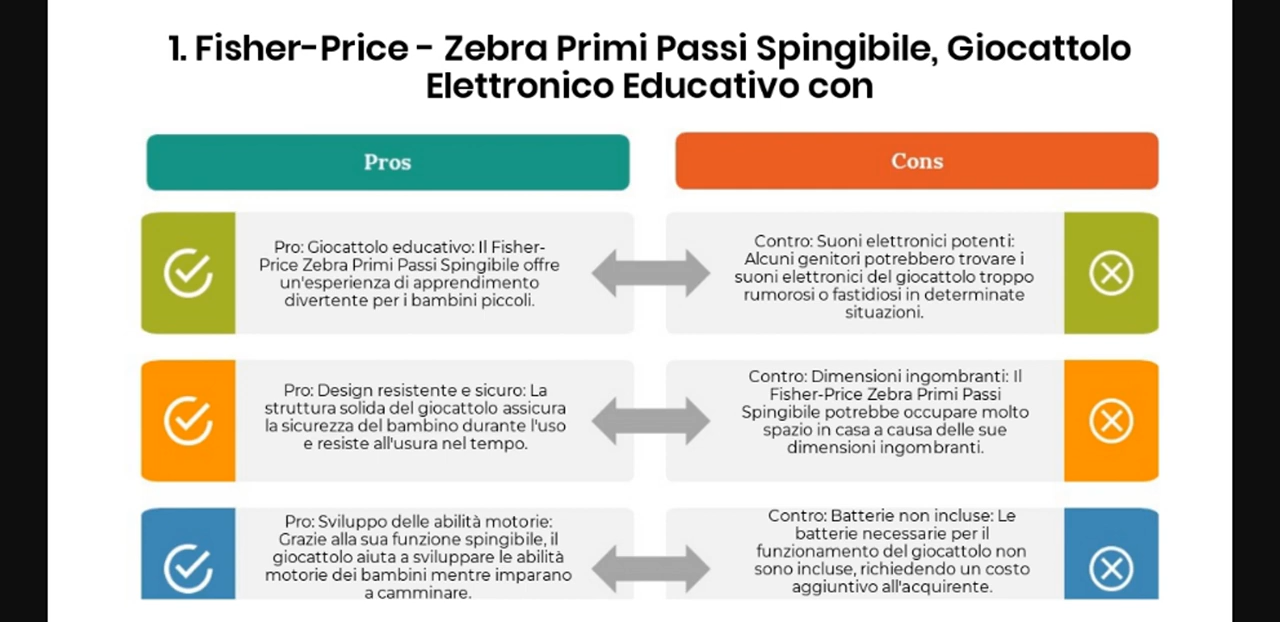 1. Fisher-Price - Zebra Primi Passi Spingibile, Giocattolo
Elettronico Educativo con
Pros
Cons
Pro: Giocattolo educativo: Il Fisher-
Price Zebra Primi Passi Spingibile offre
un'esperienza di apprendimento
divertente per i bambini piccoli.
Contro: Suoni elettronici potenti:
Alcuni genitori potrebbero trovare i
suoni elettronici del giocattolo troppo
rumorosi o fastidiosi in determinate
situazioni.
Pro: Design resistente e sicuro: La
struttura solida del giocattolo assicura
la sicurezza del bambino durante l'uso
e resiste all'usura nel tempo.
Contro: Dimensioni ingombranti: Il
Fisher-Price Zebra Primi Passi
Spingibile potrebbe occupare molto
spazio in casa a causa delle sue
dimensioni ingombranti.
Pro: Sviluppo delle abilità motorie:
Grazie alla sua funzione spingibile, il
giocattolo aiuta a sviluppare le abilità
motorie dei bambini mentre imparano
a camminare.
Contro: Batterie non incluse: Le
batterie necessarie per il
funzionamento del giocattolo non
sono incluse, richiedendo un costo
aggiuntivo all'acquirente.